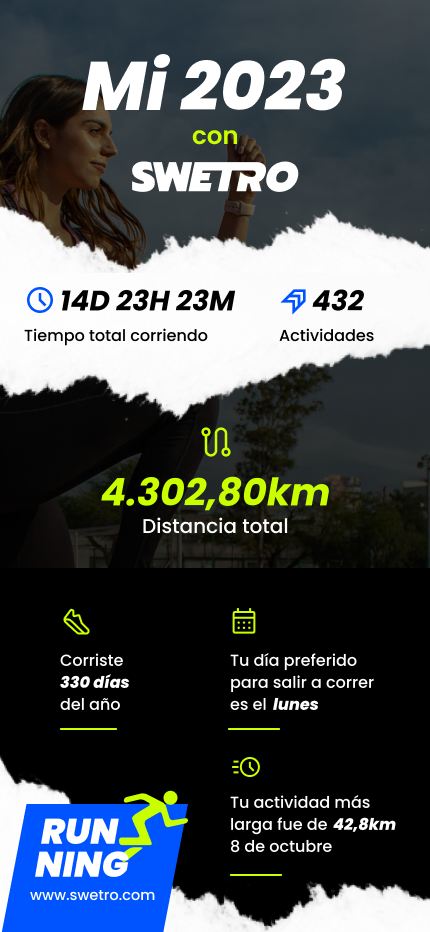 Mi 2023
con
SWETRO
14D 23H 23M
Tiempo total corriendo
432
Actividades
4.302,80km
Distancia total
Corriste
330 días
del año
Tu día preferido
para salir a correr
es el lunes
Tu actividad más
larga fue de 42,8km
8 de octubre
RUN
NING
www.swetro.com